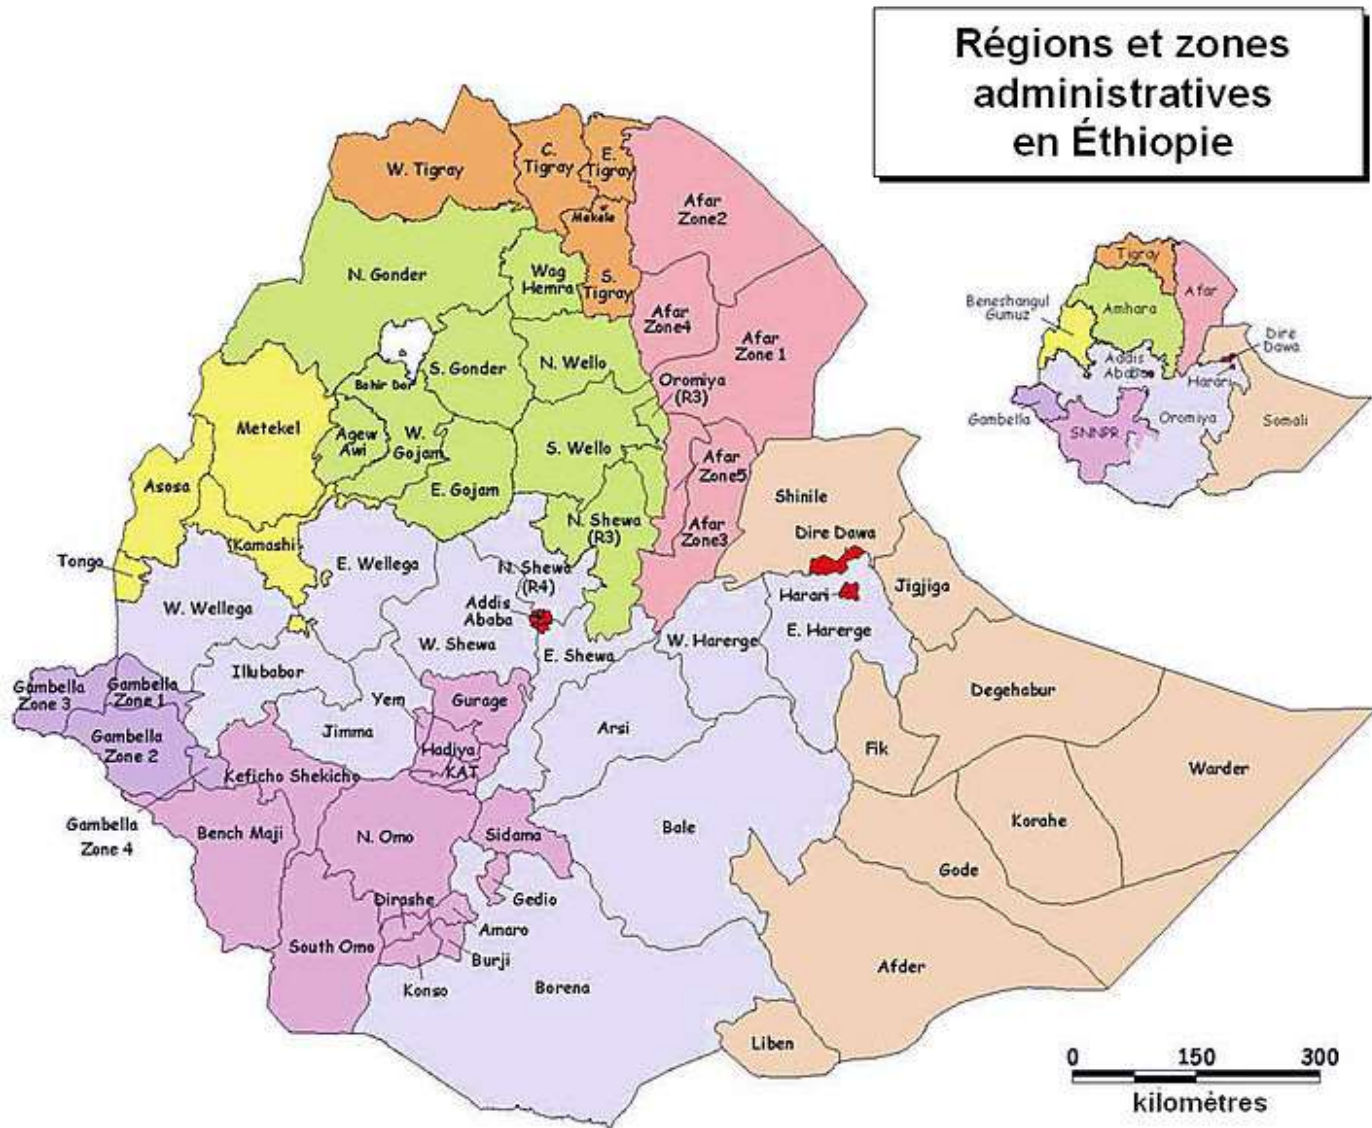 Régions et zones
administratives
en Éthiopie
W. Tigray
C.
Tigray
E.
Tigray
Mekele
S.
Tigray
Afar
Zone2
N. Gonder
Wag
Hemra
Afar
Zone4
Afar
Zone 1
S. Gonder
N. Wello
Bahir Dar
Oromiya
(R3)
Metekel
Agew
Awi
W.
Gojam
S. Wello
E. Gojam
Afar
Zone5
Asosa
N. Shewa
(R3)
Afar
Zone3
Shinile
Dire Dawa
Tongo
Kamashi
E. Wellega
N. Shewa
(R4)
Addis
Ababa
Harari
Jigjiga
W. Wellega
W. Shewa
E. Shewa
W. Harerge
E. Harerge
Illubabor
Gambella
Zone 3
Gambella
Zone 1
Gambella
Zone 2
Yem
Gurage
Jimma
Arsi
Degehabur
Hadiya
KAT
Fik
Warder
Keficho Shekicho
Gambella
Zone 4
Bench Maji
N. Omo
Sidama
Bale
Korahe
Gode
Gedio
Dirashe
Amaro
Burji
South Omo
Konso
Borena
Afder
Liben
Tigray
Beneshangul
Gumuz
Amhara
Afar
Dire
Dawa
Addis
Ababa
Harari
Gambella
SNNPR
Oromiya
Somali
0 150 300
kilomètres